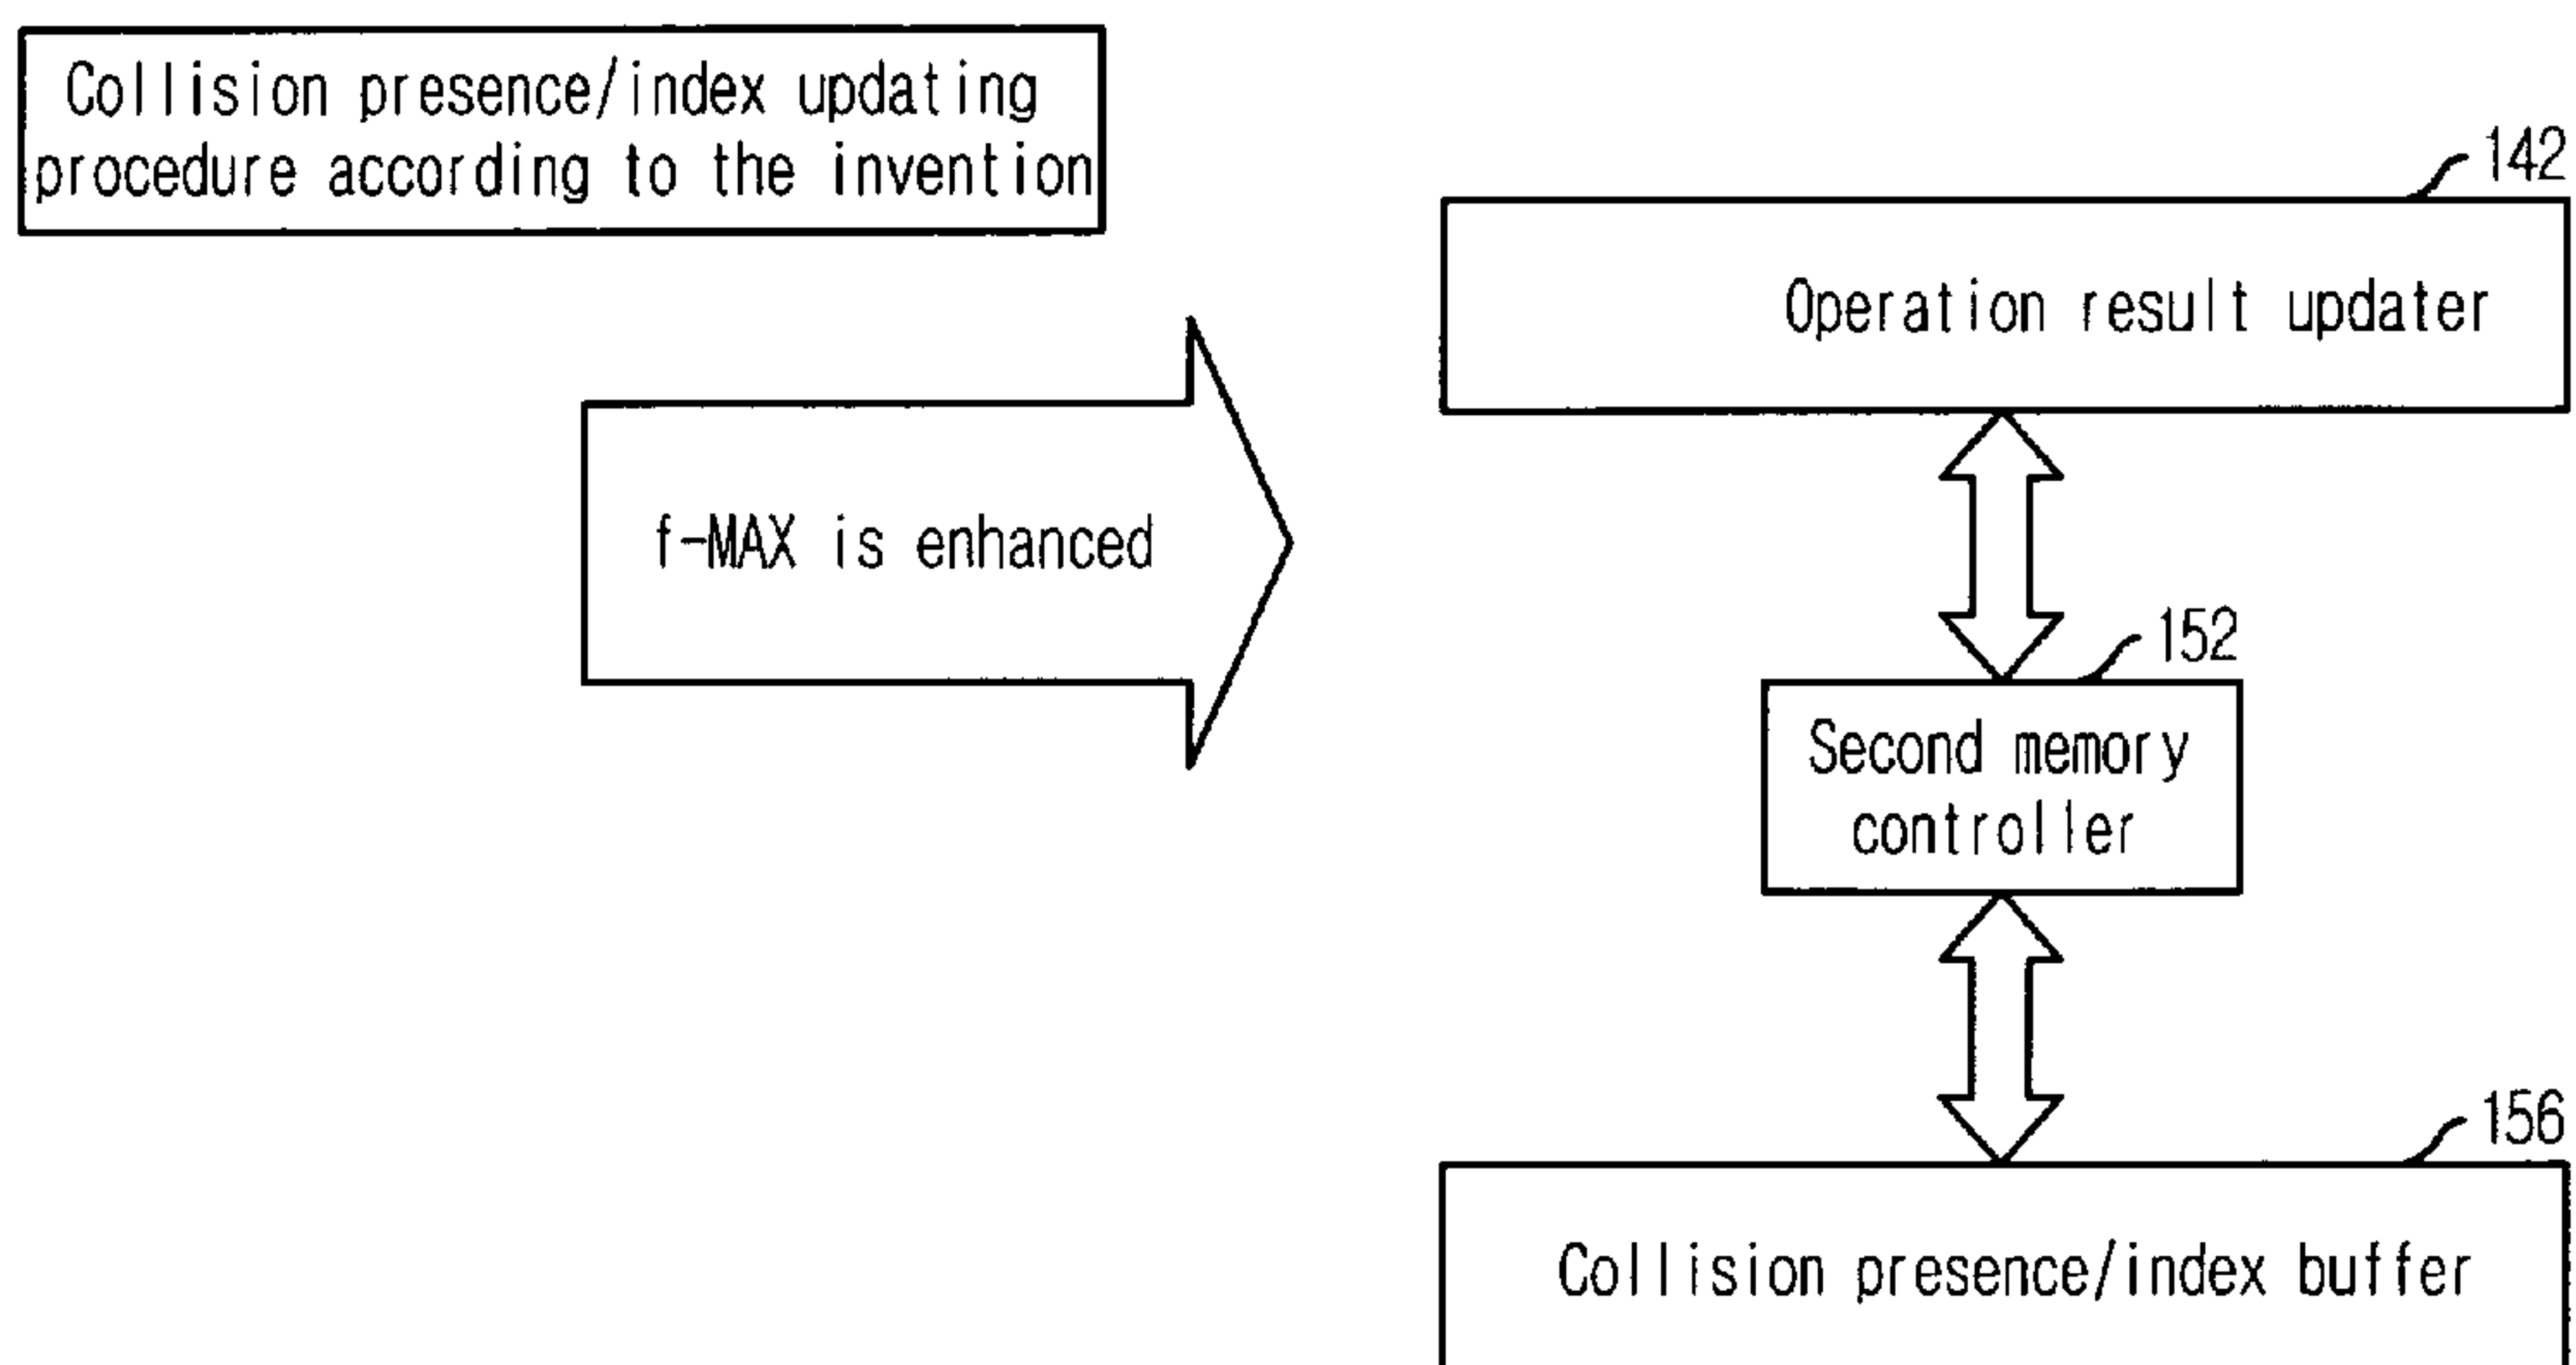 Collision presence/index updating
procedure according to the invention
142
Operation result updater
f-MAX is enhanced
152
Second memory
controller
156
Collision presence/index buffer